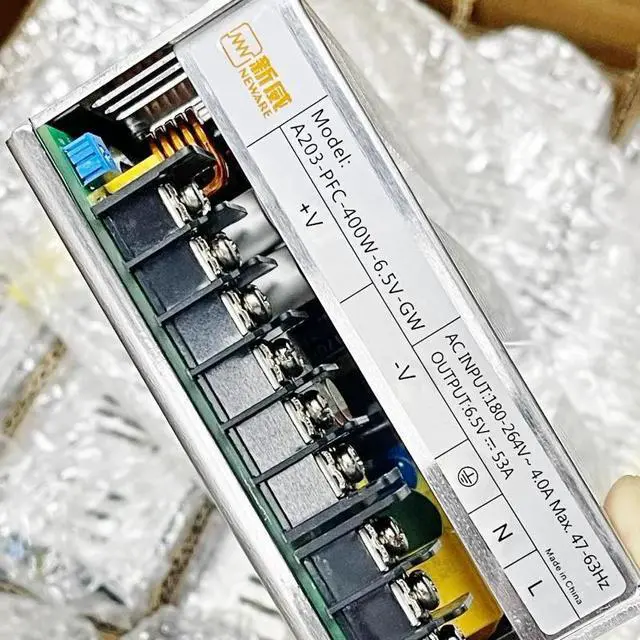 新威
NEWARE
Model:
A203-PFC-400W-6.5V-GW
AC INPUT:180-264V~ 4.0A Max. 47-63Hz
OUTPUT:6.5V⎓53A
+V
-V
N
L
Made in China